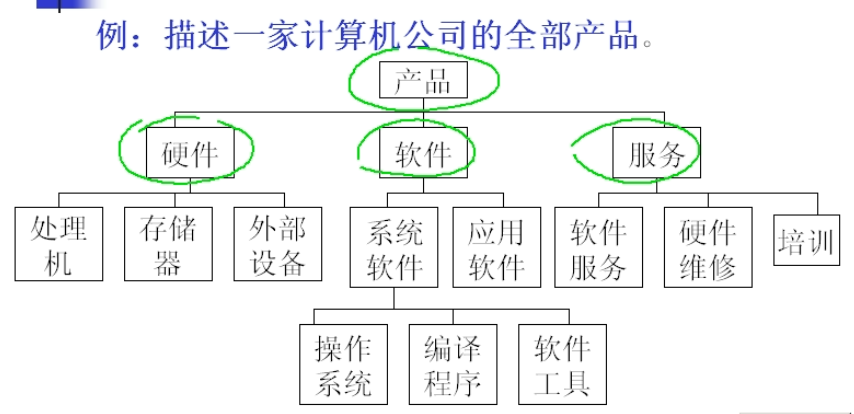 例：描述一家计算机公司的全部产品。
产品
硬件
软件
服务
处理
机
存储
器
外部
设备
系统
软件
应用
软件
软件
服务
硬件
维修
培训
操作
系统
编译
程序
软件
工具